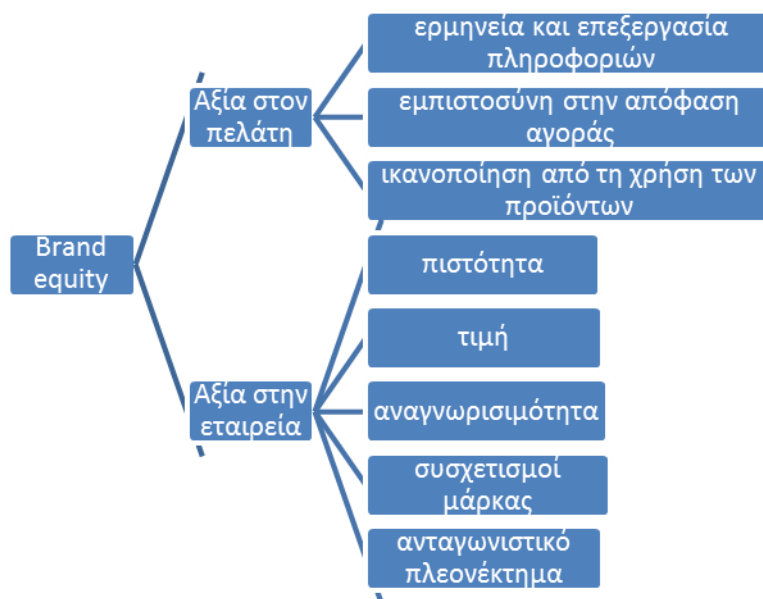 Brand
equity
Αξία στον
πελάτη
ερμηνεία και επεξεργασία
πληροφοριών
εμπιστοσύνη στην απόφαση
αγοράς
ικανοποίηση από τη χρήση των
προϊόντων
Αξία στην
εταιρεία
πιστότητα
τιμή
αναγνωρισιμότητα
συσχετισμοί
μάρκας
ανταγωνιστικό
πλεονέκτημα